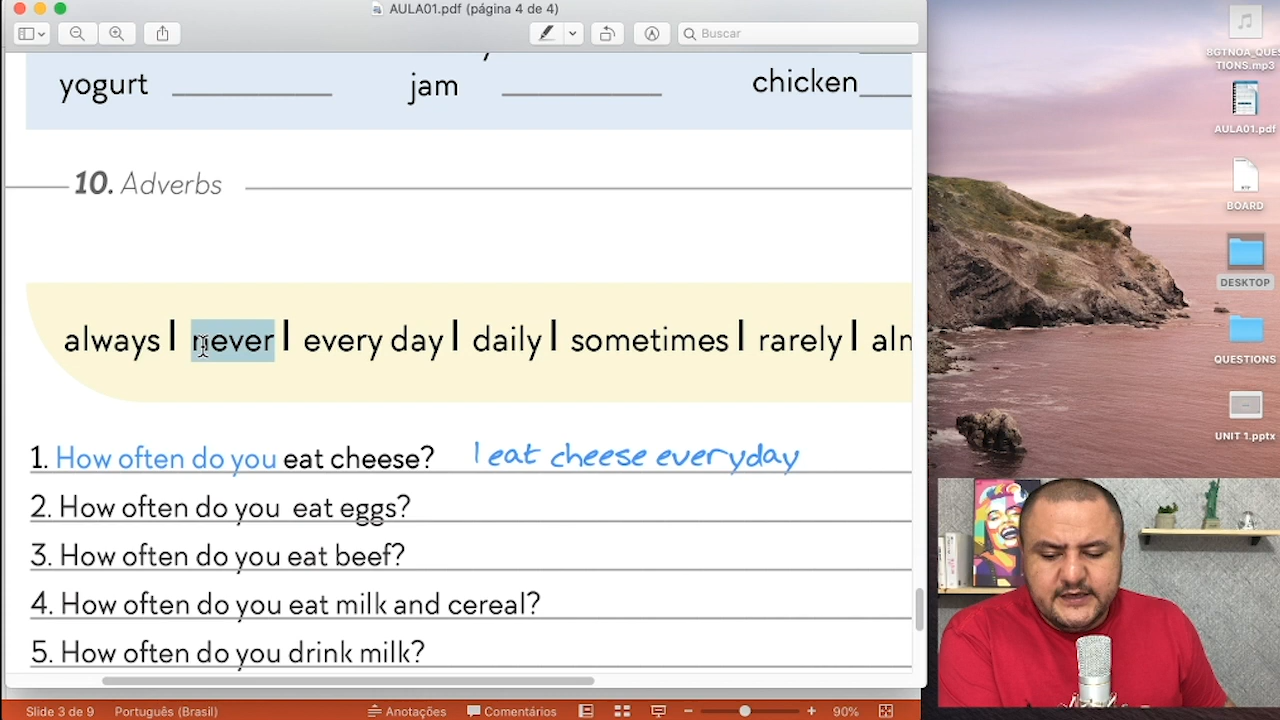 AULA01.pdf (página 4 de 4)
Buscar
yogurt
jam
chicken
10. Adverbs
always | never | every day | daily | sometimes | rarely | alm
1. How often do you eat cheese? I eat cheese everyday
2. How often do you eat eggs?
3. How often do you eat beef?
4. How often do you eat milk and cereal?
5. How often do you drink milk?
Slide 3 de 9
Português (Brasil)
Anotações
Comentários
90%
BGTNOA_QUES
TIONS.mp3
AULA01.pdf
BOARD
DESKTOP
QUESTIONS
UNIT 1.pptx